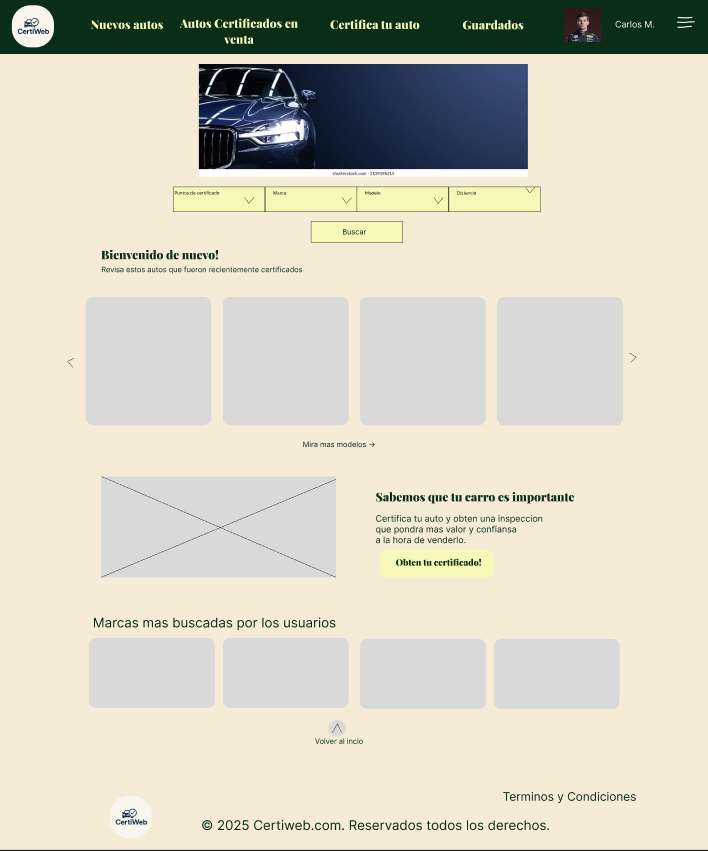 CertiWeb
Nuevos autos
Autos Certificados en
venta
Certifica tu auto
Guardados
Carlos M.
shutterstock.com · 2139196215
Puntos de certificado
Marca
Modelo
Distancia
Buscar
Bienvenido de nuevo!
Revisa estos autos que fueron recientemente certificados
Mira mas modelos →
Sabemos que tu carro es importante
Certifica tu auto y obten una inspeccion
que pondra mas valor y confiansa
a la hora de venderlo.
Obten tu certificado!
Marcas mas buscadas por los usuarios
Volver al incio
Terminos y Condiciones
CertiWeb
© 2025 Certiweb.com. Reservados todos los derechos.